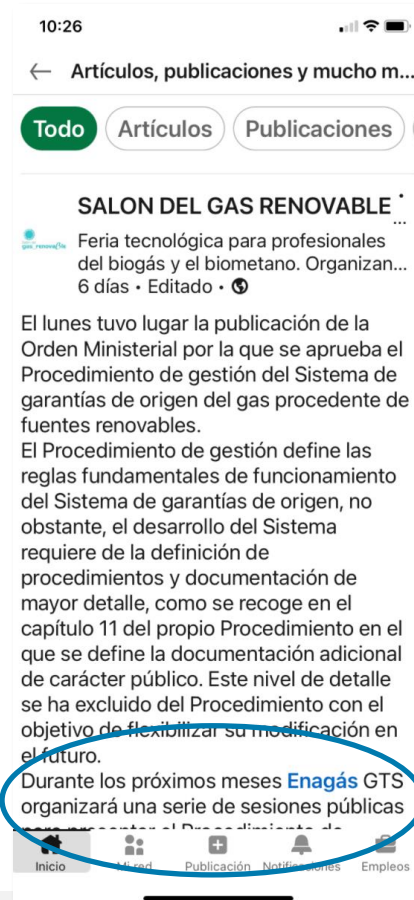 10:26
← Artículos, publicaciones y mucho m...
Todo
Artículos
Publicaciones
SALON DEL GAS RENOVABLE
Feria tecnológica para profesionales
del biogás y el biometano. Organizan...
6 días • Editado •
El lunes tuvo lugar la publicación de la
Orden Ministerial por la que se aprueba el
Procedimiento de gestión del Sistema de
garantías de origen del gas procedente de
fuentes renovables.
El Procedimiento de gestión define las
reglas fundamentales de funcionamiento
del Sistema de garantías de origen, no
obstante, el desarrollo del Sistema
requiere de la definición de
procedimientos y documentación de
mayor detalle, como se recoge en el
capítulo 11 del propio Procedimiento en el
que se define la documentación adicional
de carácter público. Este nivel de detalle
se ha excluido del Procedimiento con el
objetivo de flexibilizar su modificación en
el futuro.
Durante los próximos meses Enagás GTS
organizará una serie de sesiones públicas
para presentar el Procedimiento de
Inicio
Mi red
Publicación
Notificaciones
Empleos